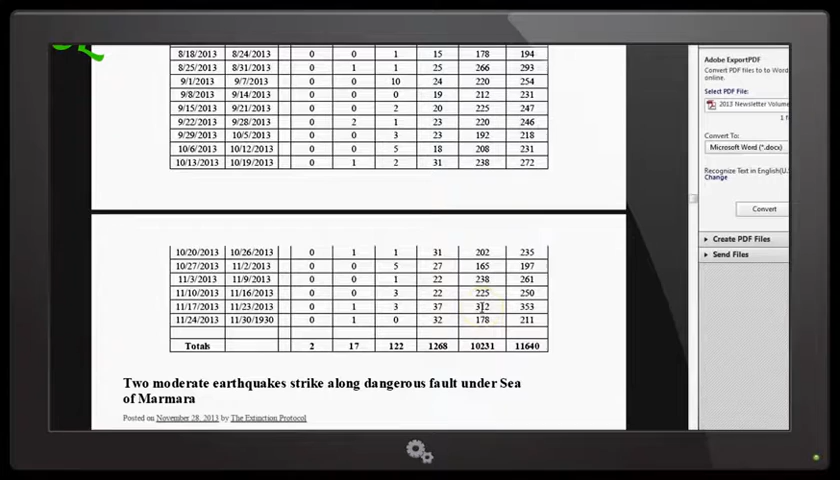 8/18/2013 8/24/2013 0 0 1 15 178 194
8/25/2013 8/31/2013 0 1 1 25 266 293
9/1/2013 9/7/2013 0 0 10 24 220 254
9/8/2013 9/14/2013 0 0 0 19 212 231
9/15/2013 9/21/2013 0 0 2 20 225 247
9/22/2013 9/28/2013 0 2 1 23 220 246
9/29/2013 10/5/2013 0 0 3 23 192 218
10/6/2013 10/12/2013 0 0 5 18 208 231
10/13/2013 10/19/2013 0 1 2 31 238 272
10/20/2013 10/26/2013 0 1 1 31 202 235
10/27/2013 11/2/2013 0 0 5 27 165 197
11/3/2013 11/9/2013 0 0 1 22 238 261
11/10/2013 11/16/2013 0 0 3 22 225 250
11/17/2013 11/23/2013 0 1 3 37 312 353
11/24/2013 11/30/1930 0 1 0 32 178 211
Totals 2 17 122 1268 10231 11640
Two moderate earthquakes strike along dangerous fault under Sea
of Marmara
Posted on November 28, 2013 by The Extinction Protocol
Adobe ExportPDF
Convert PDF files to to Word
online.
Select PDF File:
2013 Newsletter Volume
Convert To:
Microsoft Word (*.docx)
Recognize Text in English(U.
Change
Convert
Create PDF Files
Send Files